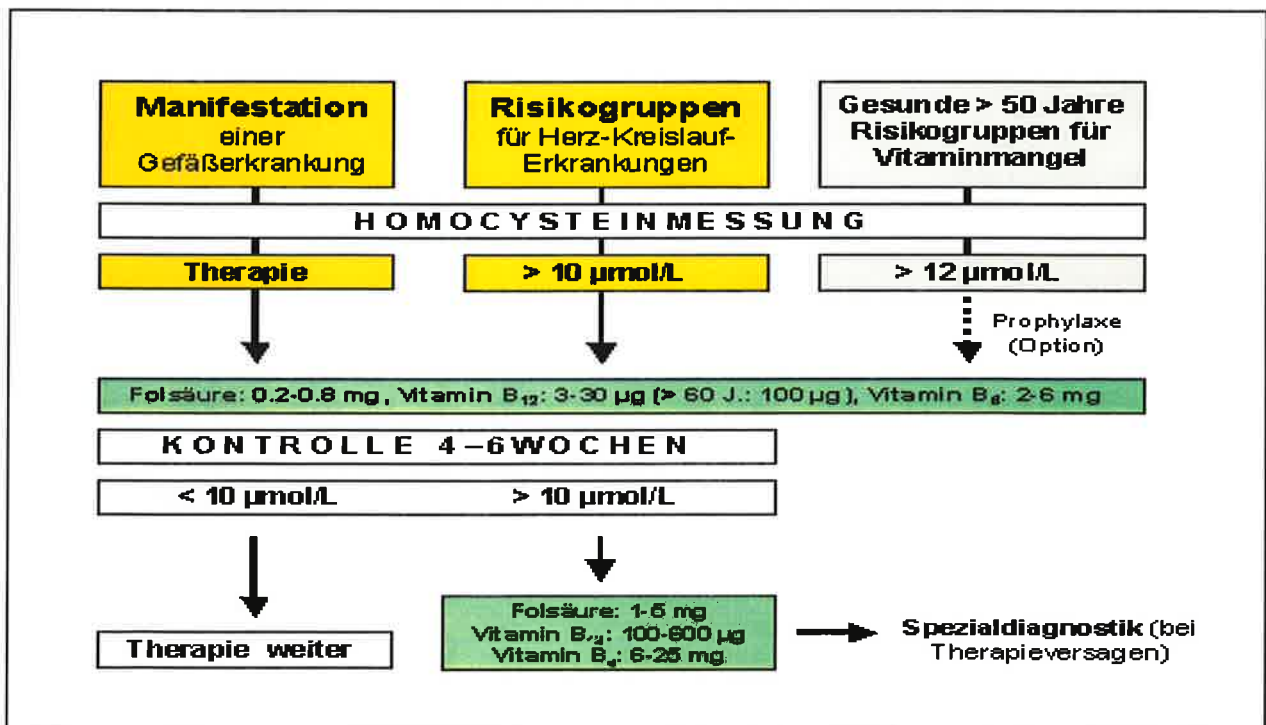 Manifestation
einer
Gefäßerkrankung
Risikogruppen
für Herz-Kreislauf-
Erkrankungen
Gesunde > 50 Jahre
Risikogruppen für
Vitaminmangel
HOMOCYSTEINMESSUNG
Therapie
> 10 µmol/L
> 12 µmol/L
Prophylaxe
(Option)
Folsäure: 0.2-0.8 mg, Vitamin B₁₂: 3-30 µg (> 60 J.: 100 µg), Vitamin B₆: 2-6 mg
KONTROLLE 4–6 WOCHEN
< 10 µmol/L
> 10 µmol/L
Therapie weiter
Folsäure: 1-5 mg
Vitamin B₁₂: 100-600 µg
Vitamin B₆: 6-25 mg
Spezialdiagnostik (bei
Therapieversagen)